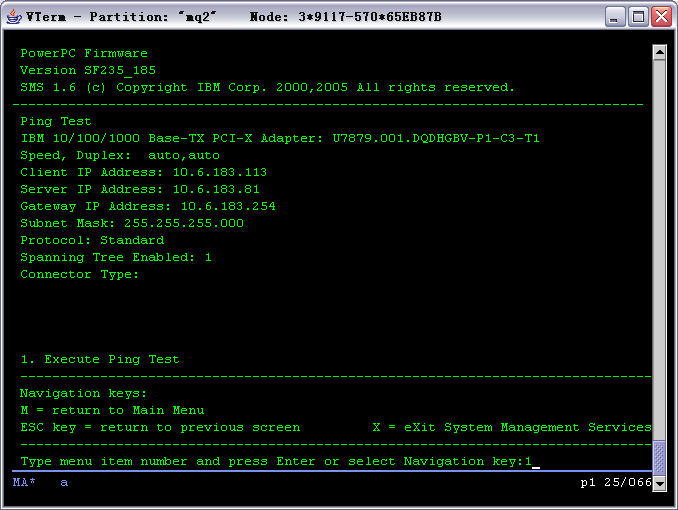 VTerm - Partition: "mq2"    Node: 3*9117-570*65EB87B
PowerPC Firmware
Version SF235_185
SMS 1.6 (c) Copyright IBM Corp. 2000,2005 All rights reserved.
-------------------------------------------------------------------------------
Ping Test
IBM 10/100/1000 Base-TX PCI-X Adapter: U7879.001.DQDHGBV-P1-C3-T1
Speed, Duplex:  auto,auto
Client IP Address: 10.6.183.113
Server IP Address: 10.6.183.81
Gateway IP Address: 10.6.183.254
Subnet Mask: 255.255.255.000
Protocol: Standard
Spanning Tree Enabled: 1
Connector Type:
1. Execute Ping Test
-------------------------------------------------------------------------------
Navigation keys:
M = return to Main Menu
ESC key = return to previous screen         X = eXit System Management Services
-------------------------------------------------------------------------------
Type menu item number and press Enter or select Navigation key:1_
MA*   a                                                                p1 25/066